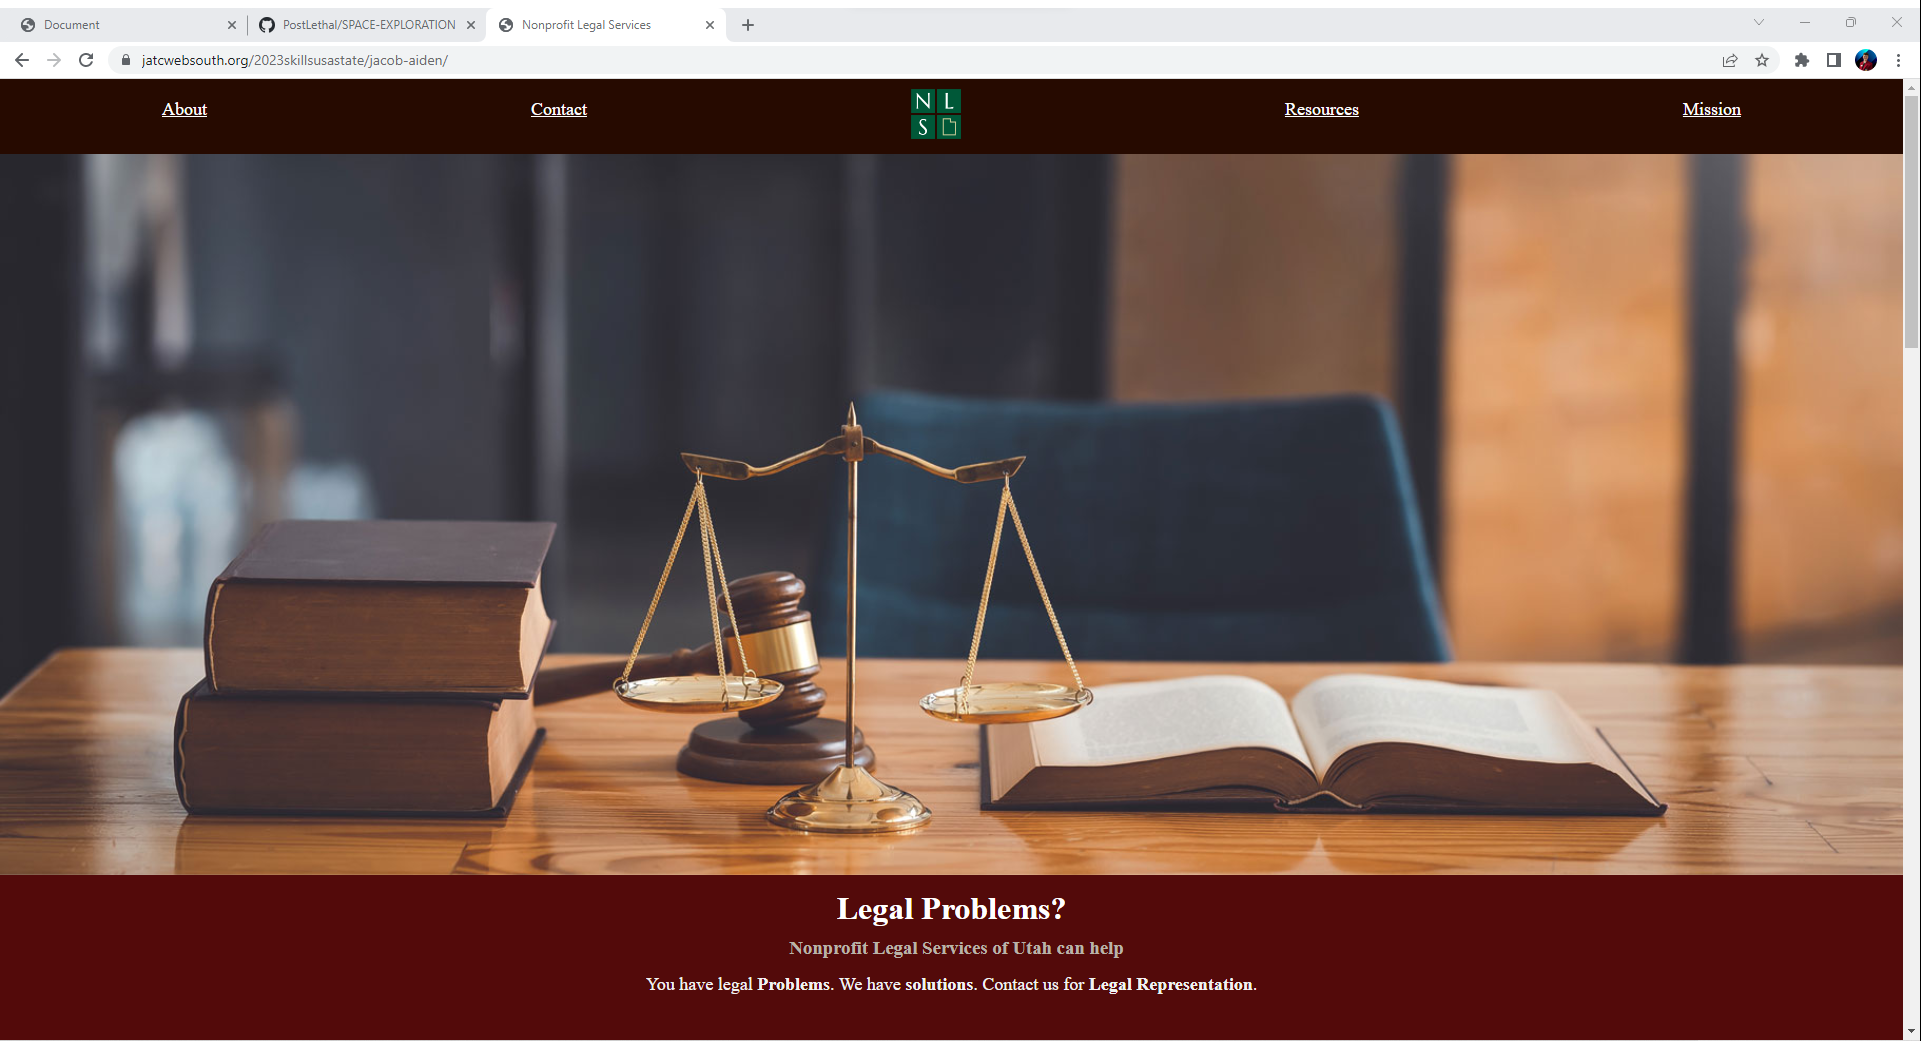 Document
PostLethal/SPACE-EXPLORATION
Nonprofit Legal Services
jatcwebsouth.org/2023skillsusastate/jacob-aiden/
About
Contact
N L
S
Resources
Mission
Legal Problems?
Nonprofit Legal Services of Utah can help
You have legal Problems. We have solutions. Contact us for Legal Representation.